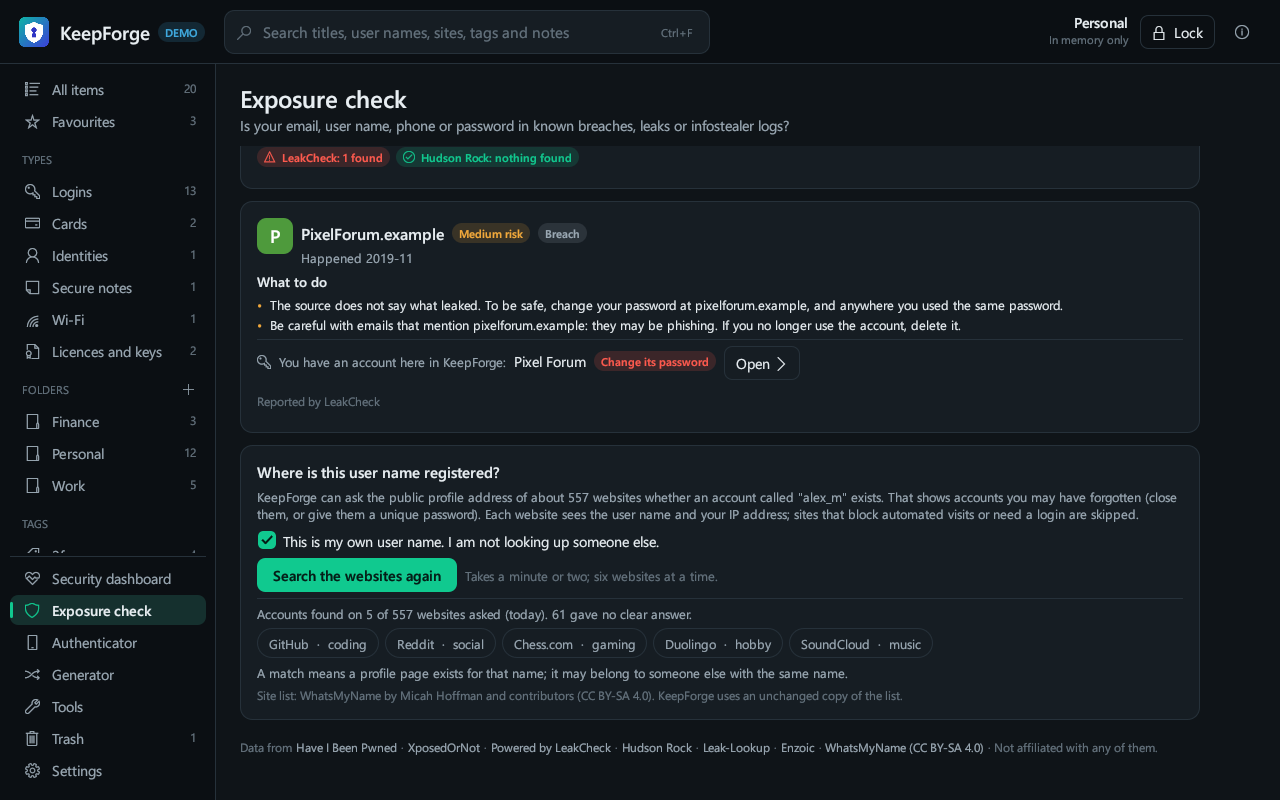 KeepForge DEMO
Search titles, user names, sites, tags and notes Ctrl+F
Personal
In memory only
Lock
All items 20
Favourites 3
TYPES
Logins 13
Cards 2
Identities 1
Secure notes 1
Wi-Fi 1
Licences and keys 2
FOLDERS
Finance 3
Personal 12
Work 5
TAGS
Security dashboard
Exposure check
Authenticator
Generator
Tools
Trash 1
Settings
Exposure check
Is your email, user name, phone or password in known breaches, leaks or infostealer logs?
LeakCheck: 1 found Hudson Rock: nothing found
P
PixelForum.example Medium risk Breach
Happened 2019-11
What to do
• The source does not say what leaked. To be safe, change your password at pixelforum.example, and anywhere you used the same password.
• Be careful with emails that mention pixelforum.example: they may be phishing. If you no longer use the account, delete it.
You have an account here in KeepForge: Pixel Forum Change its password Open
Reported by LeakCheck
Where is this user name registered?
KeepForge can ask the public profile address of about 557 websites whether an account called "alex_m" exists. That shows accounts you may have forgotten (close
them, or give them a unique password). Each website sees the user name and your IP address; sites that block automated visits or need a login are skipped.
This is my own user name. I am not looking up someone else.
Search the websites again Takes a minute or two; six websites at a time.
Accounts found on 5 of 557 websites asked (today). 61 gave no clear answer.
GitHub · coding Reddit · social Chess.com · gaming Duolingo · hobby SoundCloud · music
A match means a profile page exists for that name; it may belong to someone else with the same name.
Site list: WhatsMyName by Micah Hoffman and contributors (CC BY-SA 4.0). KeepForge uses an unchanged copy of the list.
Data from Have I Been Pwned · XposedOrNot · Powered by LeakCheck · Hudson Rock · Leak-Lookup · Enzoic · WhatsMyName (CC BY-SA 4.0) · Not affiliated with any of them.